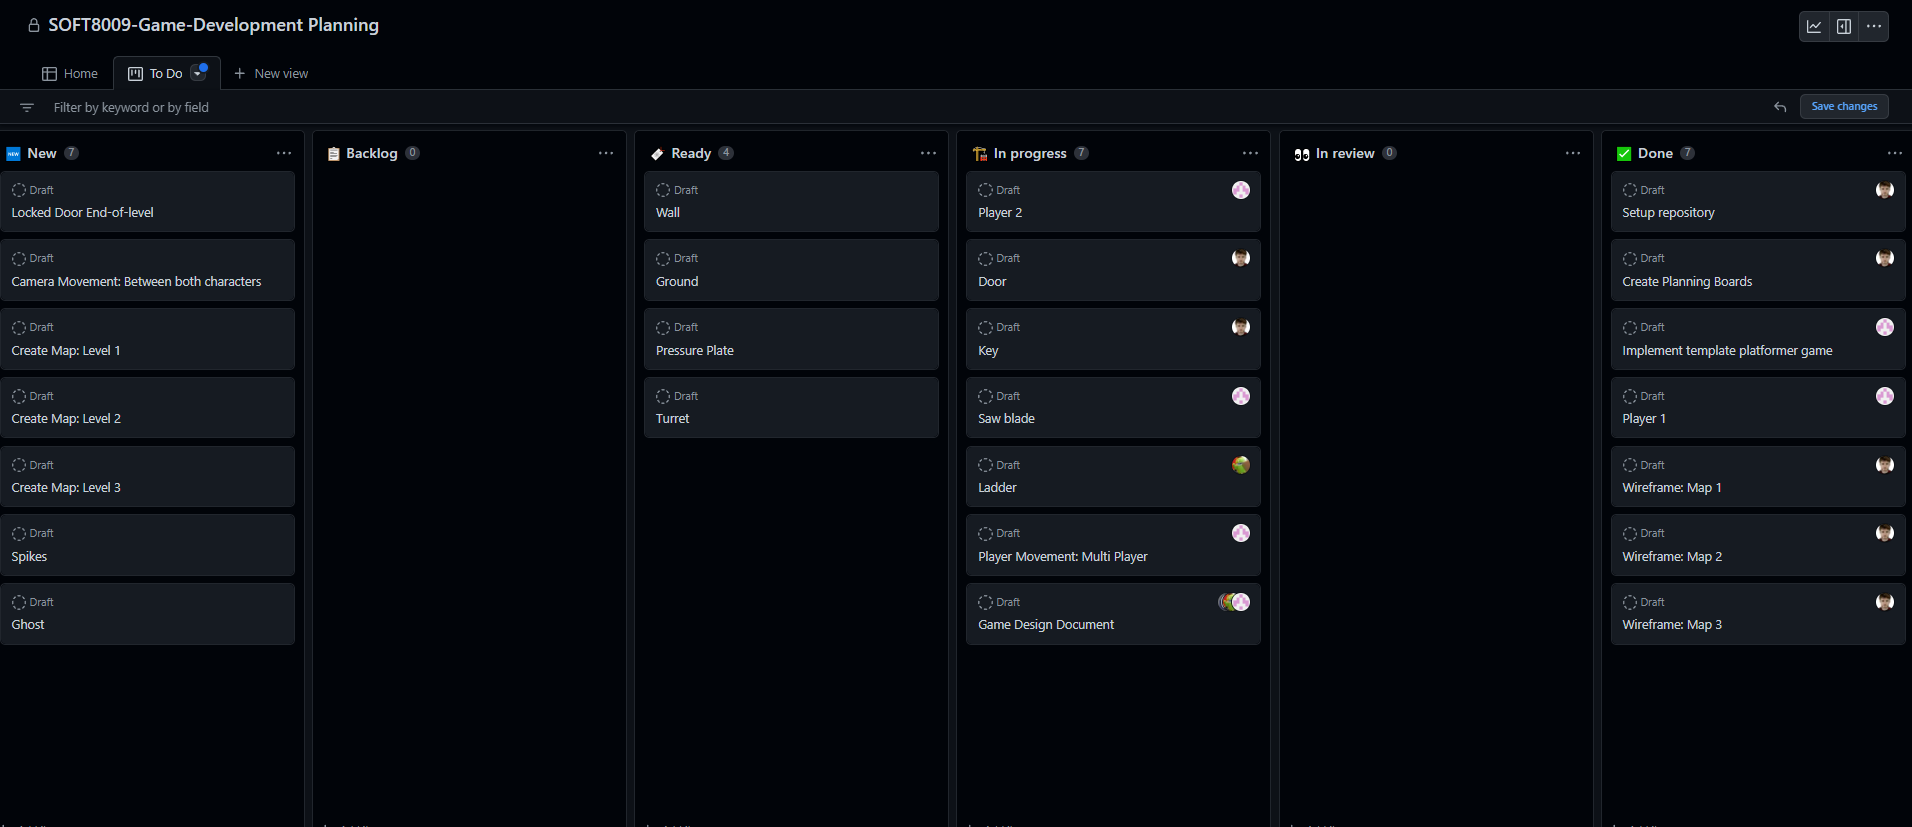 SOFT8009-Game-Development Planning
Home
To Do
New view
Filter by keyword or by field
Save changes
NEW
New 7
Draft
Locked Door End-of-level
Draft
Camera Movement: Between both characters
Draft
Create Map: Level 1
Draft
Create Map: Level 2
Draft
Create Map: Level 3
Draft
Spikes
Draft
Ghost
Backlog 0
Ready 4
Draft
Wall
Draft
Ground
Draft
Pressure Plate
Draft
Turret
In progress 7
Draft
Player 2
Draft
Door
Draft
Key
Draft
Saw blade
Draft
Ladder
Draft
Player Movement: Multi Player
Draft
Game Design Document
In review 0
Done 7
Draft
Setup repository
Draft
Create Planning Boards
Draft
Implement template platformer game
Draft
Player 1
Draft
Wireframe: Map 1
Draft
Wireframe: Map 2
Draft
Wireframe: Map 3